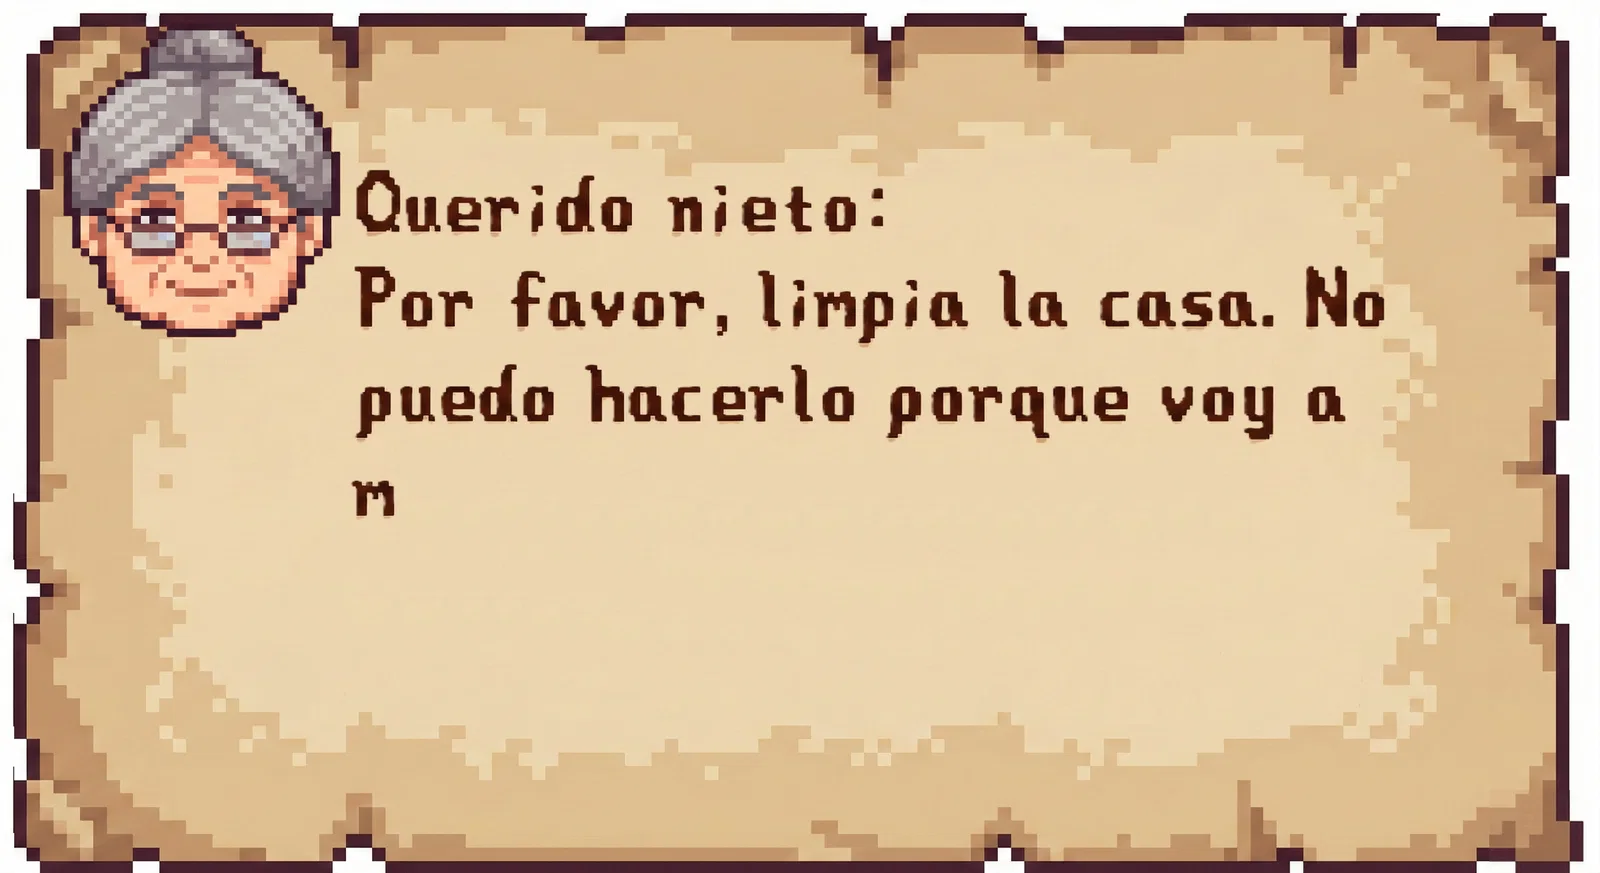 Querido nieto:
Por favor, limpia la casa. No
puedo hacerlo porque voy a
m